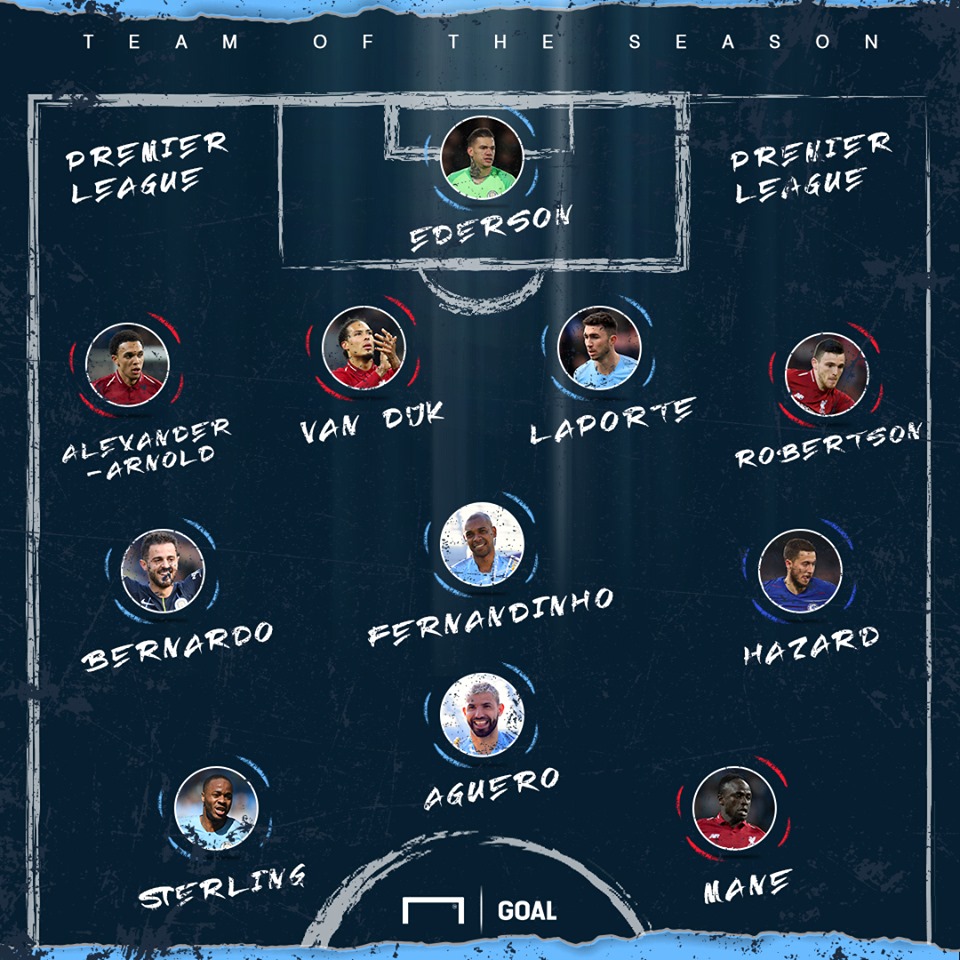 TEAM OF THE SEASON
PREMIER
LEAGUE
PREMIER
LEAGUE
EDERSON
ALEXANDER
-ARNOLD
VAN DIJK
LAPORTE
ROBERTSON
BERNARDO
FERNANDINHO
HAZARD
AGUERO
STERLING
MANE
GOAL